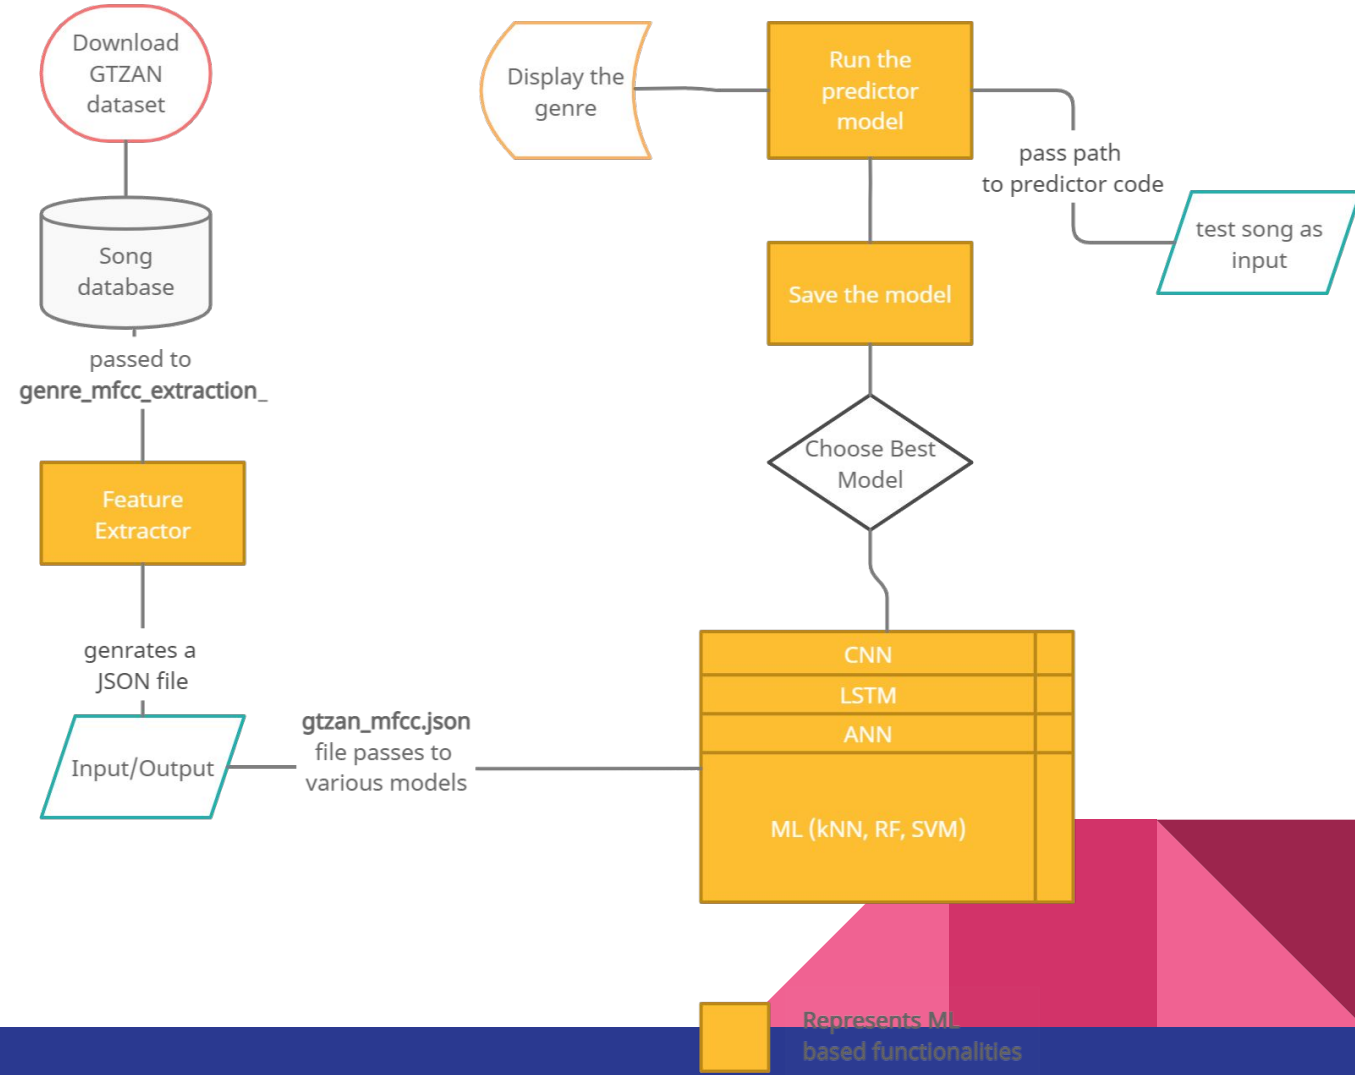 Download
GTZAN
dataset
Song
database
passed to
genre_mfcc_extraction_
Feature
Extractor
genrates a
JSON file
Input/Output
gtzan_mfcc.json
file passes to
various models
CNN
LSTM
ANN
ML (kNN, RF, SVM)
Choose Best
Model
Save the model
Run the
predictor
model
Display the
genre
pass path
to predictor code
test song as
input
Represents ML
based functionalities